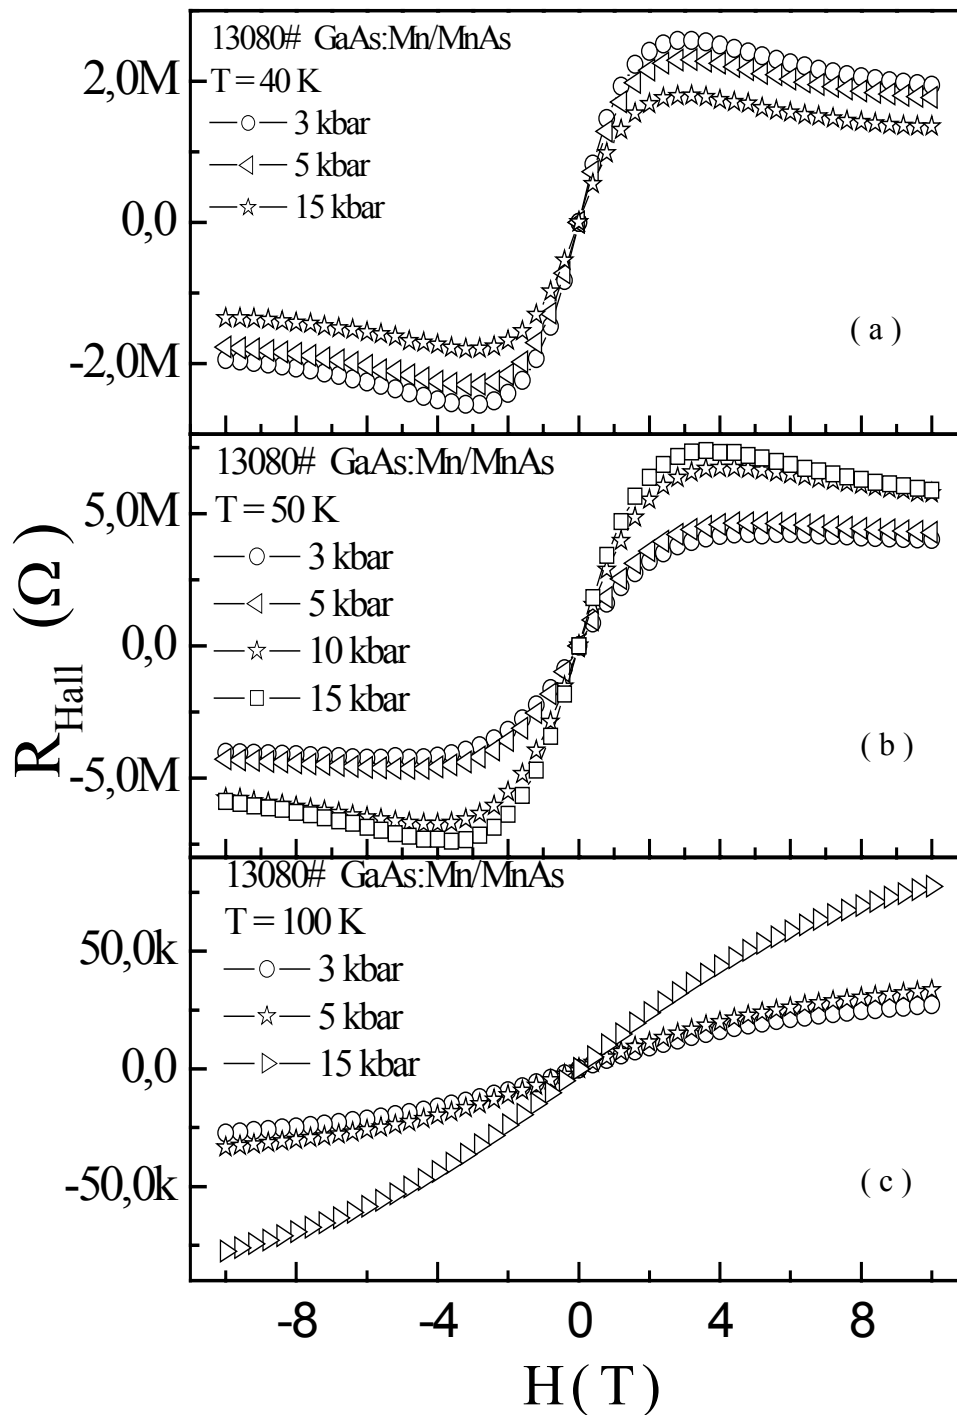 13080# GaAs:Mn/MnAs
T = 40 K
3 kbar
5 kbar
15 kbar
2,0M
0,0
-2,0M
( a )
13080# GaAs:Mn/MnAs
T = 50 K
3 kbar
5 kbar
10 kbar
15 kbar
5,0M
0,0
-5,0M
( b )
R_Hall (Ω)
13080# GaAs:Mn/MnAs
T = 100 K
3 kbar
5 kbar
15 kbar
50,0k
0,0
-50,0k
( c )
-8 -4 0 4 8
H ( T )